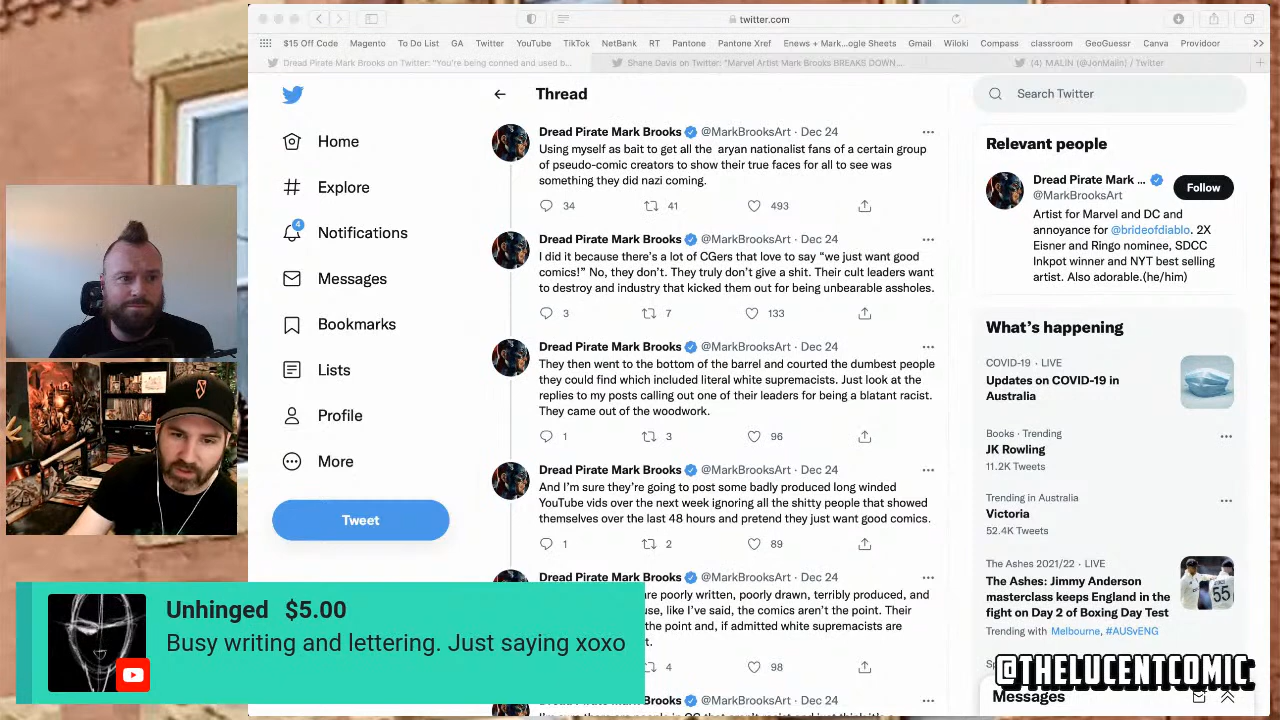 twitter.com
$15 Off Code Magento To Do List GA Twitter YouTube TikTok NetBank RT Pantone Pantone Xref Enews + Mark...ogle Sheets Gmail Wiloki Compass classroom GeoGuessr Canva Providoor
Dread Pirate Mark Brooks on Twitter: "You're being conned and used b... Shane Davis on Twitter: "Marvel Artist Mark Brooks BREAKS DOWN... (4) MALIN (@JonMalin) / Twitter
Thread
Search Twitter
Home
Explore
4
Notifications
Messages
Bookmarks
Lists
Profile
More
Tweet
Dread Pirate Mark Brooks @MarkBrooksArt · Dec 24
Using myself as bait to get all the aryan nationalist fans of a certain group
of pseudo-comic creators to show their true faces for all to see was
something they did nazi coming.
34 41 493
Dread Pirate Mark Brooks @MarkBrooksArt · Dec 24
I did it because there's a lot of CGers that love to say “we just want good
comics!” No, they don't. They truly don't give a shit. Their cult leaders want
to destroy and industry that kicked them out for being unbearable assholes.
3 7 133
Dread Pirate Mark Brooks @MarkBrooksArt · Dec 24
They then went to the bottom of the barrel and courted the dumbest people
they could find which included literal white supremacists. Just look at the
replies to my posts calling out one of their leaders for being a blatant racist.
They came out of the woodwork.
1 3 96
Dread Pirate Mark Brooks @MarkBrooksArt · Dec 24
And I'm sure they're going to post some badly produced long winded
YouTube vids over the next week ignoring all the shitty people that showed
themselves over the last 48 hours and pretend they just want good comics.
1 2 89
Dread Pirate Mark Brooks @MarkBrooksArt · Dec 24
re poorly written, poorly drawn, terribly produced, and
use, like I've said, the comics aren't the point. Their
the point and, if admitted white supremacists are
t.
4 98
Dread Pirate Mark Brooks @MarkBrooksArt · Dec 24
Relevant people
Dread Pirate Mark ...
@MarkBrooksArt
Follow
Artist for Marvel and DC and
annoyance for @brideofdiablo. 2X
Eisner and Ringo nominee, SDCC
Inkpot winner and NYT best selling
artist. Also adorable.(he/him)
What's happening
COVID-19 · LIVE
Updates on COVID-19 in
Australia
Books · Trending
JK Rowling
11.2K Tweets
Trending in Australia
Victoria
52.4K Tweets
The Ashes 2021/22 · LIVE
The Ashes: Jimmy Anderson
masterclass keeps England in the
fight on Day 2 of Boxing Day Test
Trending with Melbourne, #AUSvENG
55
Messages
@THELUCENTCOMIC
Unhinged $5.00
Busy writing and lettering. Just saying xoxo